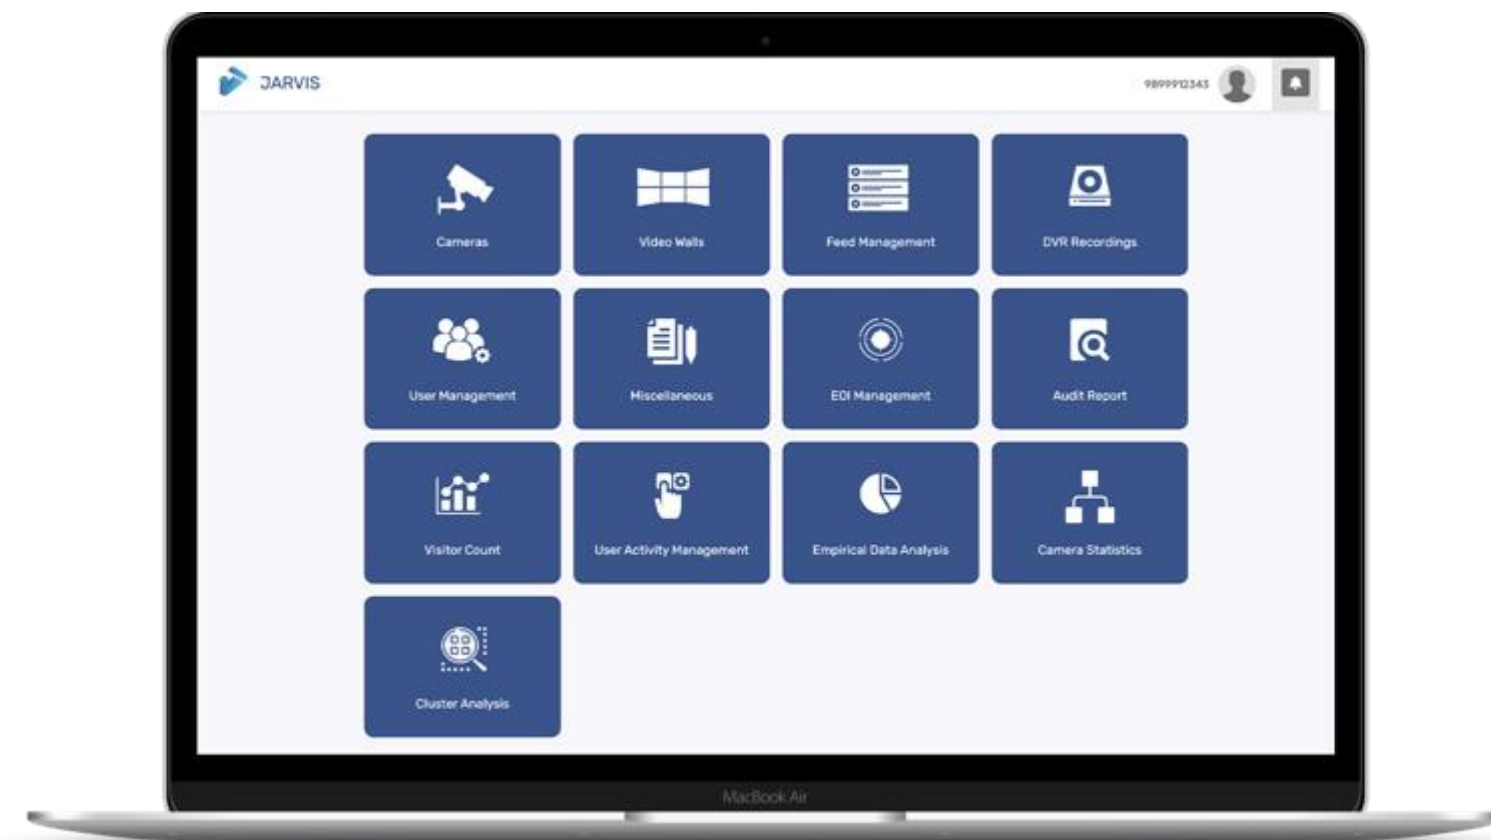 JARVIS
9899912343
Cameras
Video Walls
Feed Management
DVR Recordings
User Management
Miscellaneous
EOI Management
Audit Report
Visitor Count
User Activity Management
Empirical Data Analysis
Camera Statistics
Cluster Analysis
MacBook Air